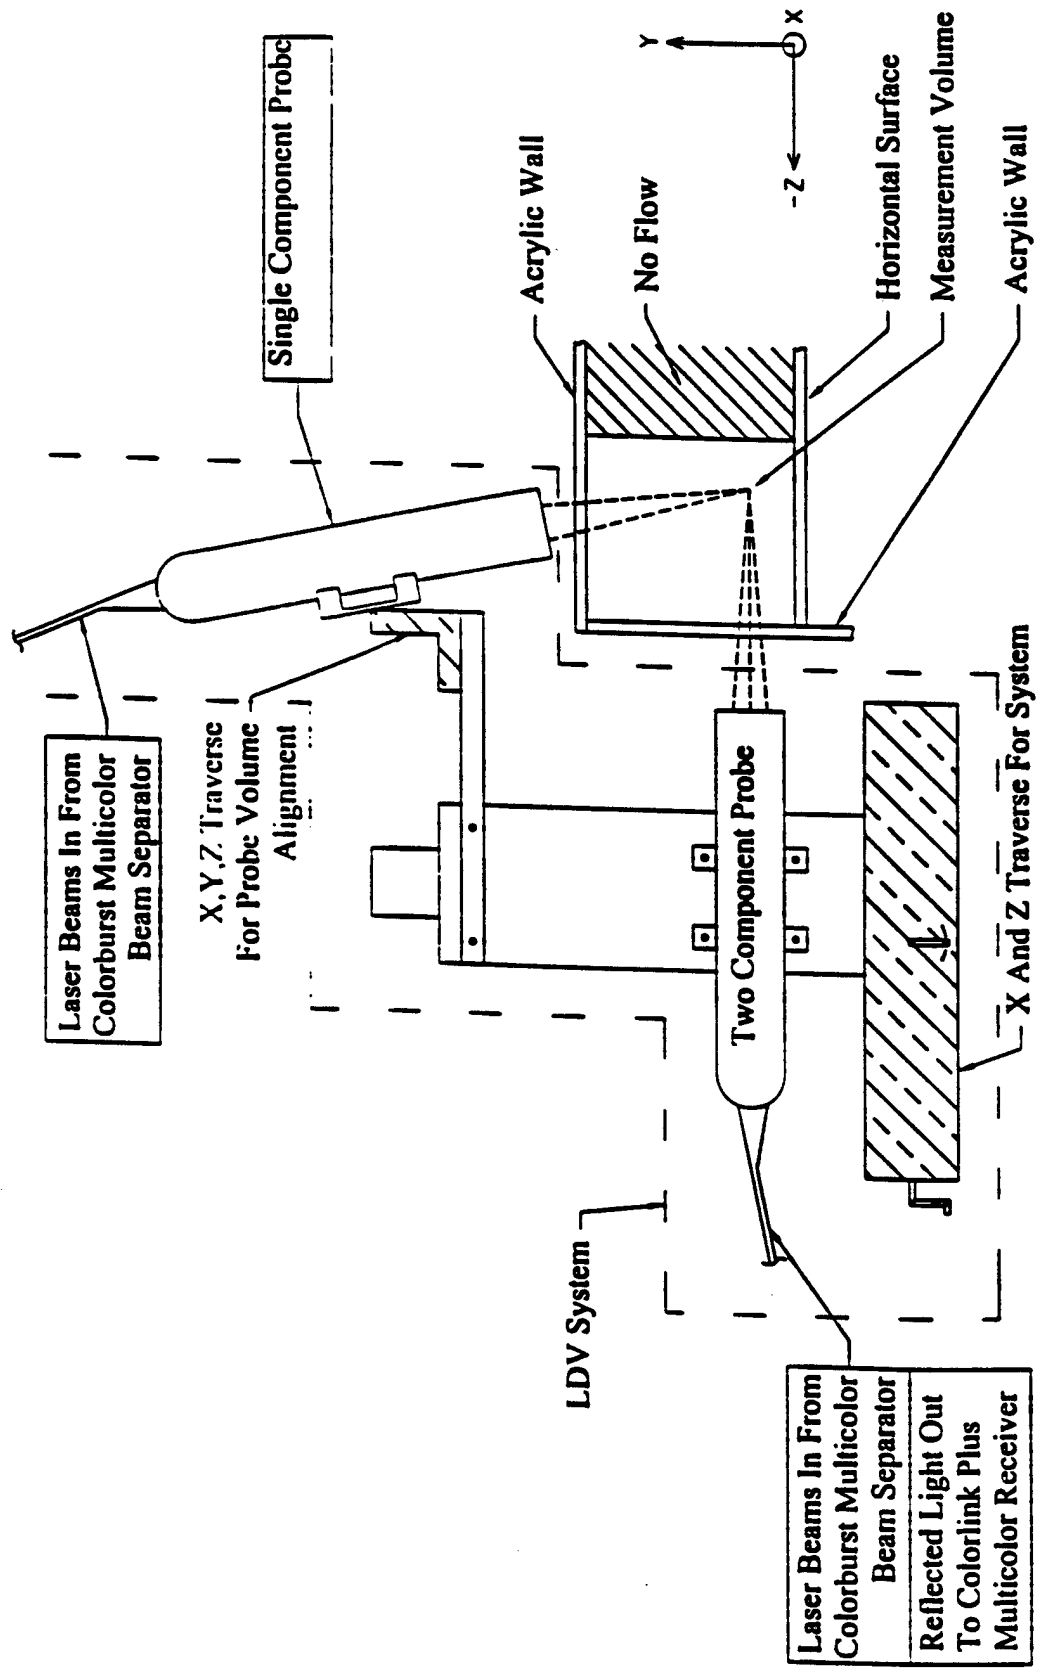 Laser Beams In From
Colorburst Multicolor
Beam Separator
X,Y,Z Traverse
For Probe Volume
Alignment
Single Component Probe
LDV System
Acrylic Wall
No Flow
Y
X
-Z
Two Component Probe
Horizontal Surface
Measurement Volume
Acrylic Wall
X And Z Traverse For System
Laser Beams In From
Colorburst Multicolor
Beam Separator
Reflected Light Out
To Colorlink Plus
Multicolor Receiver